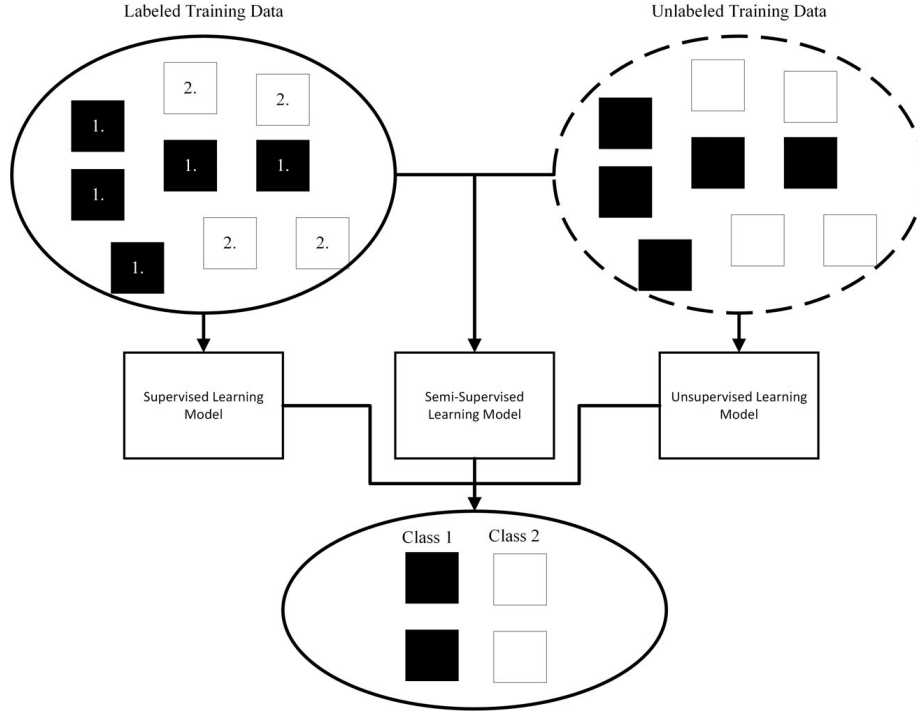 Labeled Training Data
Unlabeled Training Data
2.
2.
1.
1.
1.
1.
2.
2.
1.
Supervised Learning
Model
Semi-Supervised
Learning Model
Unsupervised Learning
Model
Class 1
Class 2